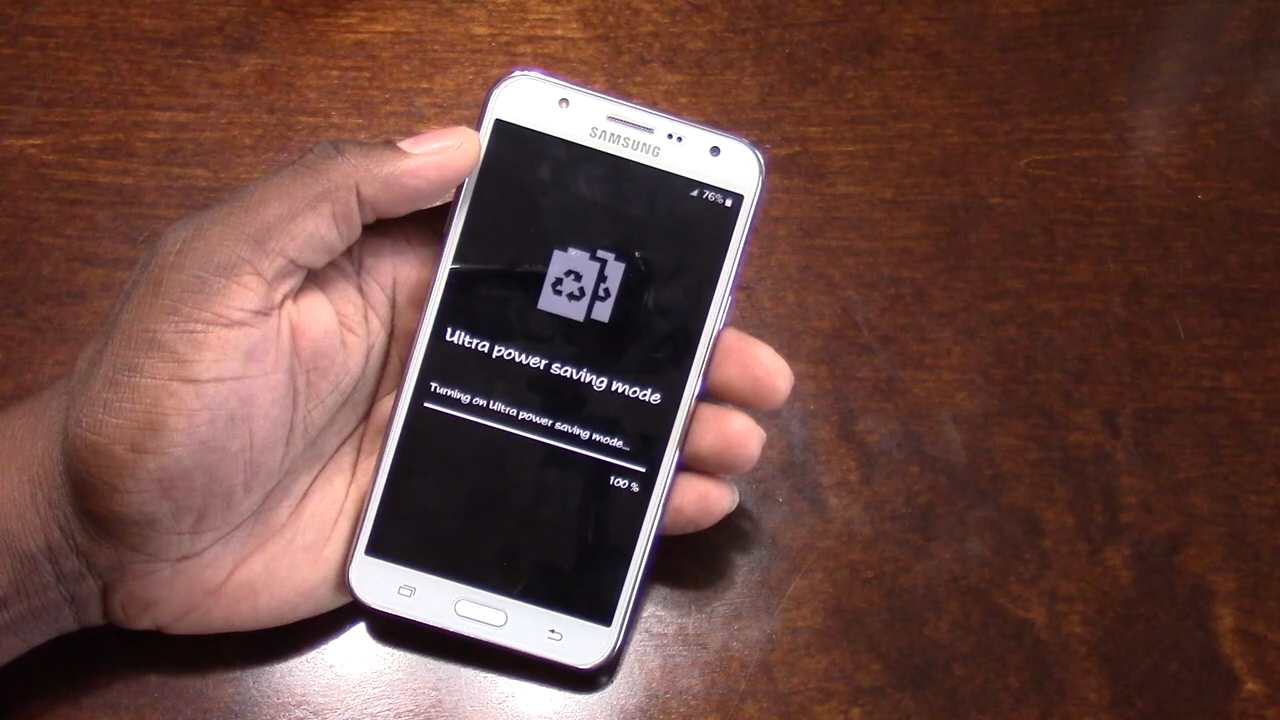 SAMSUNG
76%
Ultra power saving mode
Turning on Ultra power saving mode...
100 %